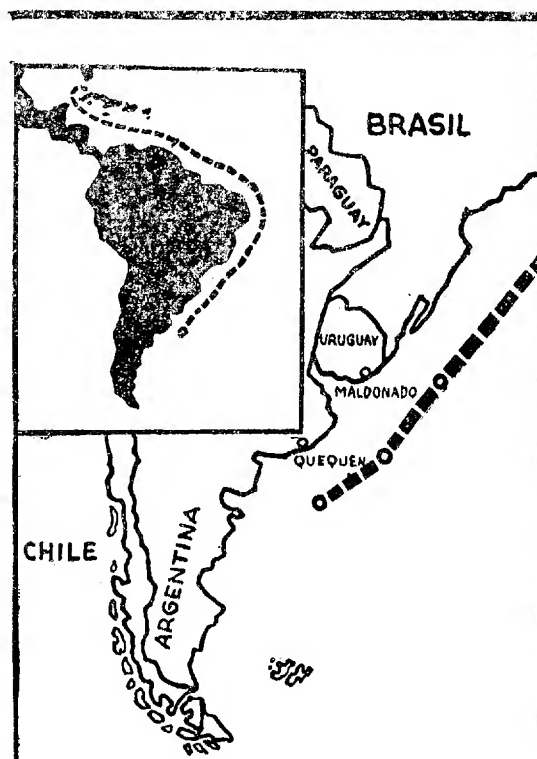 BRASIL
PARAGUAY
URUGUAY
MALDONADO
QUEQUEN
CHILE
ARGENTINA